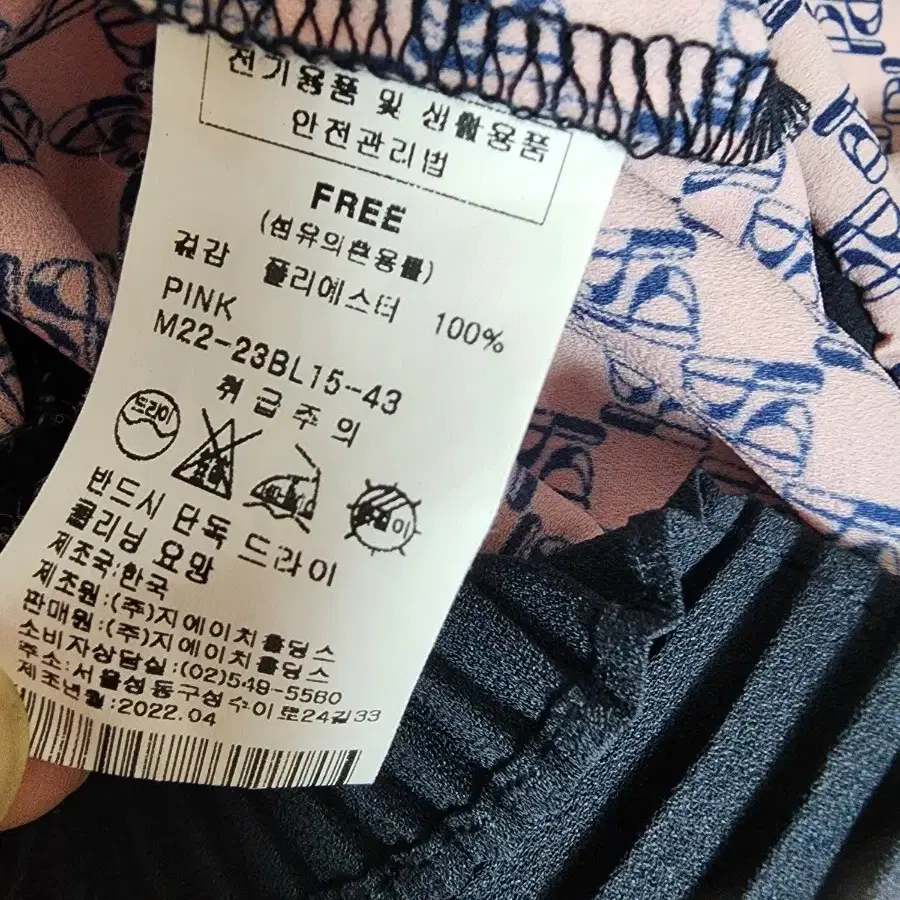 전기용품 및 생활용품
안전관리법
FREE
(섬유의혼용률)
겉감 폴리에스터 100%
PINK
M22-23BL15-43
취급주의
드라이
반드시 단독 드라이
클리닝 요망
제조국:한국
제조원:(주)지에이치홀딩스
판매원:(주)지에이치홀딩스
소비자상담실:(02)549-5560
주소:서울성동구성수이로24길33
제조년월:2022.04